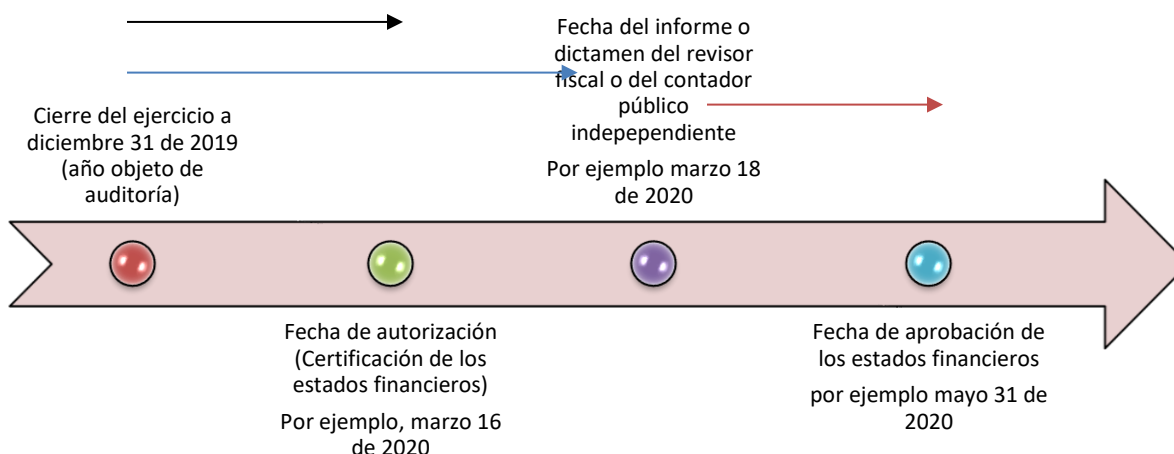 Cierre del ejercicio a
diciembre 31 de 2019
(año objeto de
auditoría)
Fecha de autorización
(Certificación de los
estados financieros)
Por ejemplo, marzo 16
de 2020
Fecha del informe o
dictamen del revisor
fiscal o del contador
público
indepependiente
Por ejemplo marzo 18
de 2020
Fecha de aprobación de
los estados financieros
por ejemplo mayo 31 de
2020